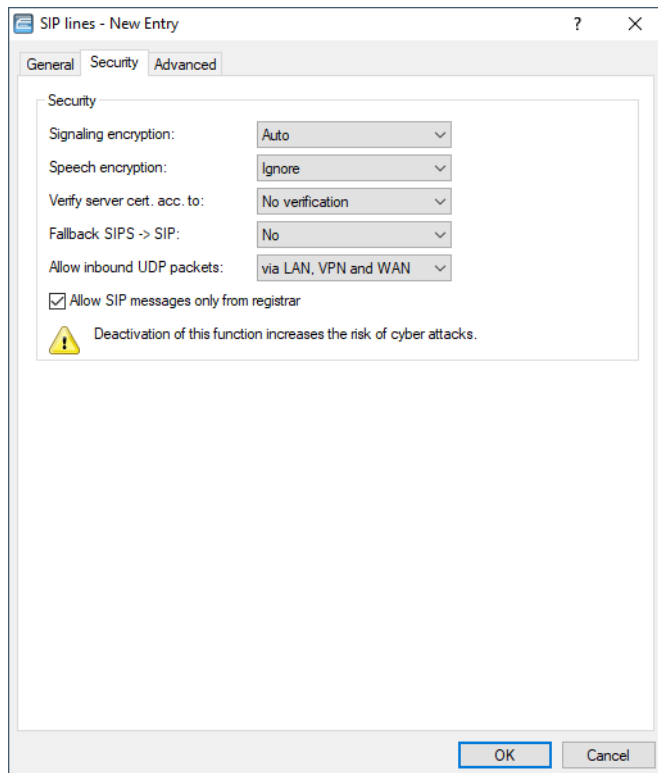 SIP lines - New Entry
?
General Security Advanced
Security
Signaling encryption: Auto
Speech encryption: Ignore
Verify server cert. acc. to: No verification
Fallback SIPS -> SIP: No
Allow inbound UDP packets: via LAN, VPN and WAN
Allow SIP messages only from registrar
Deactivation of this function increases the risk of cyber attacks.
OK Cancel